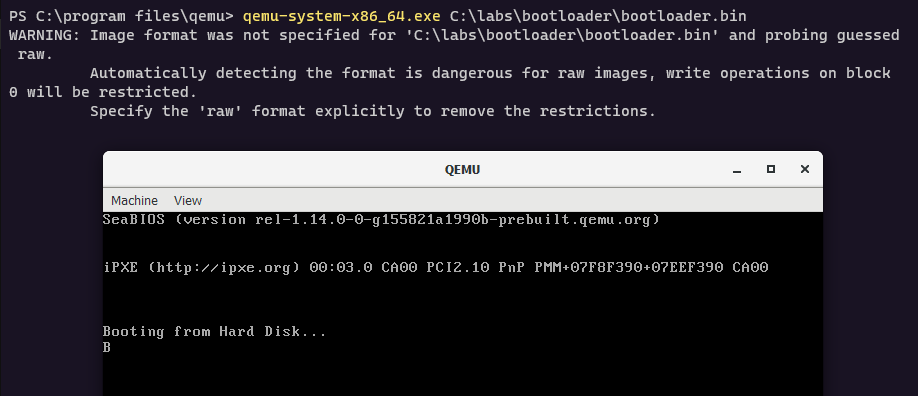 PS C:\program files\qemu> qemu-system-x86_64.exe C:\labs\bootloader\bootloader.bin
WARNING: Image format was not specified for 'C:\labs\bootloader\bootloader.bin' and probing guessed
raw.
Automatically detecting the format is dangerous for raw images, write operations on block
0 will be restricted.
Specify the 'raw' format explicitly to remove the restrictions.
QEMU
Machine View
SeaBIOS (version rel-1.14.0-0-g155821a1990b-prebuilt.qemu.org)
iPXE (http://ipxe.org) 00:03.0 CA00 PCI2.10 PnP PMM+07F8F390+07EEF390 CA00
Booting from Hard Disk...
B